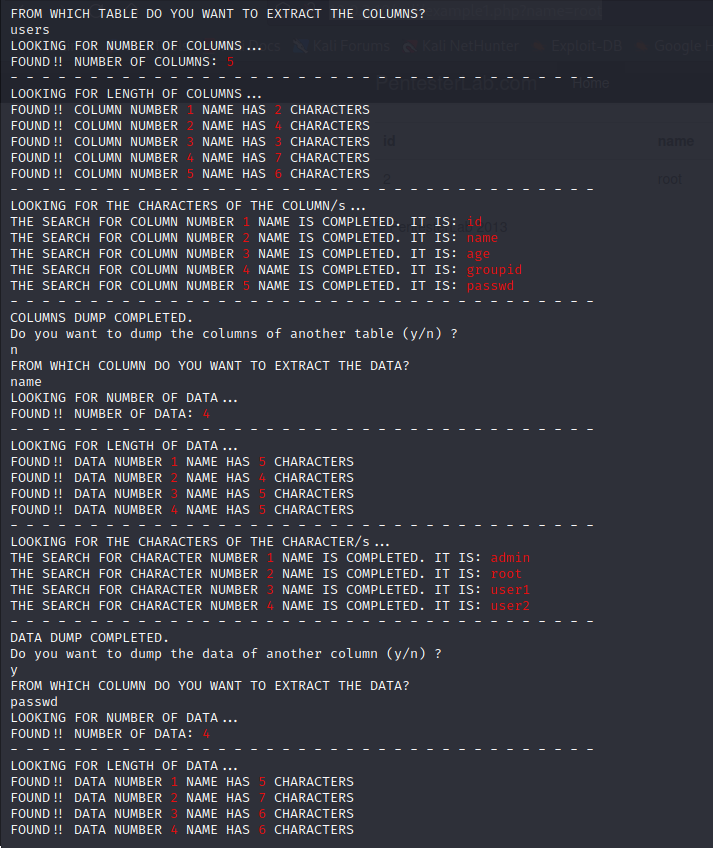 FROM WHICH TABLE DO YOU WANT TO EXTRACT THE COLUMNS?
users
LOOKING FOR NUMBER OF COLUMNS...
Docs Kali Forums Kali NetHunter Exploit-DB Google H
FOUND!! NUMBER OF COLUMNS: 5
- - - - - - - - - - - - - - - - - - - - - - - - - - - - - - - - - - - - -
PentesterLab.com Home
LOOKING FOR LENGTH OF COLUMNS...
FOUND!! COLUMN NUMBER 1 NAME HAS 2 CHARACTERS
FOUND!! COLUMN NUMBER 2 NAME HAS 4 CHARACTERS
FOUND!! COLUMN NUMBER 3 NAME HAS 3 CHARACTERS
id name
FOUND!! COLUMN NUMBER 4 NAME HAS 7 CHARACTERS
FOUND!! COLUMN NUMBER 5 NAME HAS 6 CHARACTERS
2 root
- - - - - - - - - - - - - - - - - - - - - - - - - - - - - - - - - - - - -
LOOKING FOR THE CHARACTERS OF THE COLUMN/s...
THE SEARCH FOR COLUMN NUMBER 1 NAME IS COMPLETED. IT IS: id
2013
THE SEARCH FOR COLUMN NUMBER 2 NAME IS COMPLETED. IT IS: name
THE SEARCH FOR COLUMN NUMBER 3 NAME IS COMPLETED. IT IS: age
THE SEARCH FOR COLUMN NUMBER 4 NAME IS COMPLETED. IT IS: groupid
THE SEARCH FOR COLUMN NUMBER 5 NAME IS COMPLETED. IT IS: passwd
- - - - - - - - - - - - - - - - - - - - - - - - - - - - - - - - - - - - -
COLUMNS DUMP COMPLETED.
Do you want to dump the columns of another table (y/n) ?
n
FROM WHICH COLUMN DO YOU WANT TO EXTRACT THE DATA?
name
LOOKING FOR NUMBER OF DATA...
FOUND!! NUMBER OF DATA: 4
- - - - - - - - - - - - - - - - - - - - - - - - - - - - - - - - - - - - -
LOOKING FOR LENGTH OF DATA...
FOUND!! DATA NUMBER 1 NAME HAS 5 CHARACTERS
FOUND!! DATA NUMBER 2 NAME HAS 4 CHARACTERS
FOUND!! DATA NUMBER 3 NAME HAS 5 CHARACTERS
FOUND!! DATA NUMBER 4 NAME HAS 5 CHARACTERS
- - - - - - - - - - - - - - - - - - - - - - - - - - - - - - - - - - - - -
LOOKING FOR THE CHARACTERS OF THE CHARACTER/s...
THE SEARCH FOR CHARACTER NUMBER 1 NAME IS COMPLETED. IT IS: admin
THE SEARCH FOR CHARACTER NUMBER 2 NAME IS COMPLETED. IT IS: root
THE SEARCH FOR CHARACTER NUMBER 3 NAME IS COMPLETED. IT IS: user1
THE SEARCH FOR CHARACTER NUMBER 4 NAME IS COMPLETED. IT IS: user2
- - - - - - - - - - - - - - - - - - - - - - - - - - - - - - - - - - - - -
DATA DUMP COMPLETED.
Do you want to dump the data of another column (y/n) ?
y
FROM WHICH COLUMN DO YOU WANT TO EXTRACT THE DATA?
passwd
LOOKING FOR NUMBER OF DATA...
FOUND!! NUMBER OF DATA: 4
- - - - - - - - - - - - - - - - - - - - - - - - - - - - - - - - - - - - -
LOOKING FOR LENGTH OF DATA...
FOUND!! DATA NUMBER 1 NAME HAS 5 CHARACTERS
FOUND!! DATA NUMBER 2 NAME HAS 7 CHARACTERS
FOUND!! DATA NUMBER 3 NAME HAS 6 CHARACTERS
FOUND!! DATA NUMBER 4 NAME HAS 6 CHARACTERS